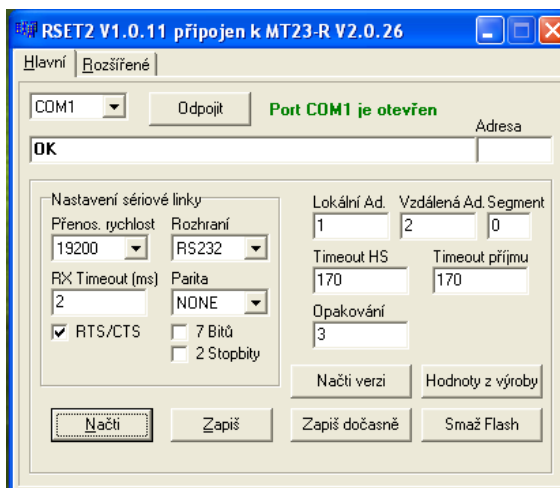 RSET2 V1.0.11 připojen k MT23-R V2.0.26
Hlavní Rozšířené
COM1 Odpojit Port COM1 je otevřen
Adresa
OK
Nastavení sériové linky
Přenos. rychlost Rozhraní
19200 RS232
RX Timeout (ms) Parita
2 NONE
RTS/CTS 7 Bitů
2 Stopbity
Lokální Ad. Vzdálená Ad. Segment
1 2 0
Timeout HS Timeout příjmu
170 170
Opakování
3
Načti verzi Hodnoty z výroby
Načti Zapiš Zapiš dočasně Smaž Flash